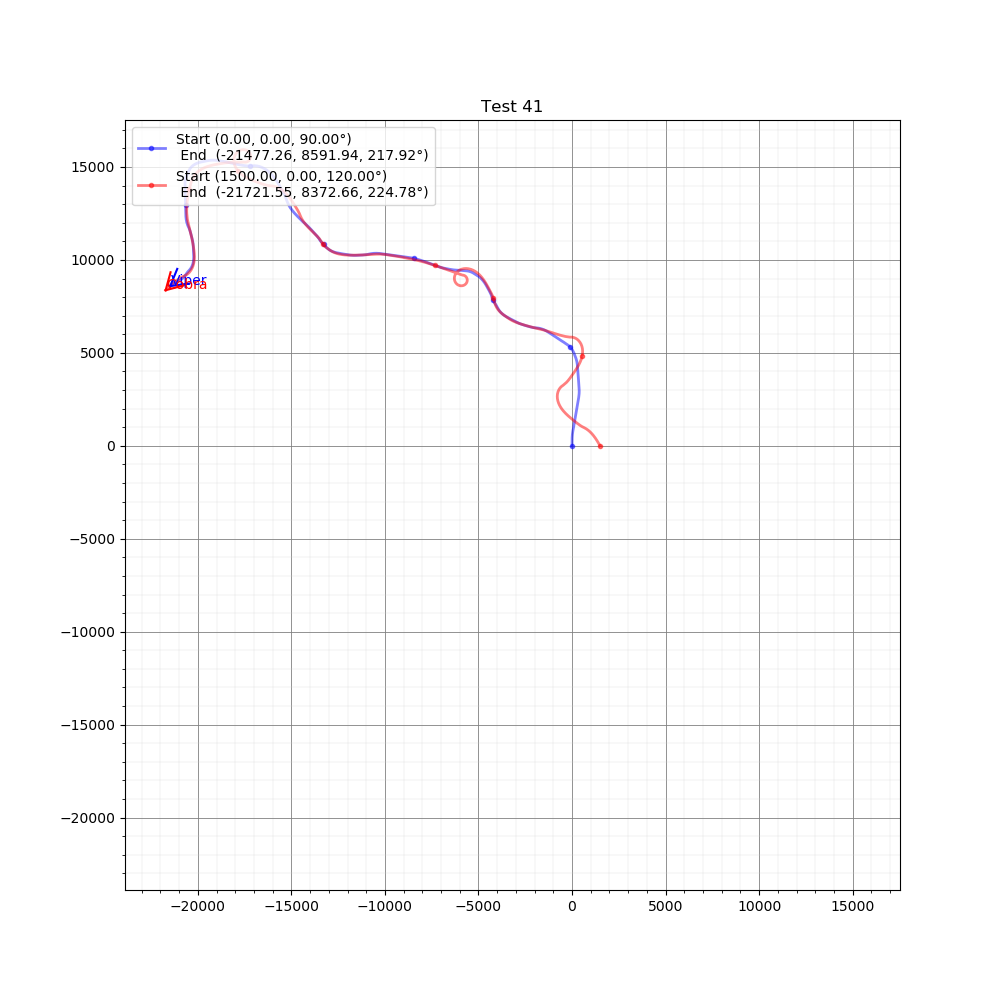 Test 41
Start (0.00, 0.00, 90.00°)
End (-21477.26, 8591.94, 217.92°)
Start (1500.00, 0.00, 120.00°)
End (-21721.55, 8372.66, 224.78°)
15000
10000
5000
0
−5000
−10000
−15000
−20000
−20000 −15000 −10000 −5000 0 5000 10000 15000